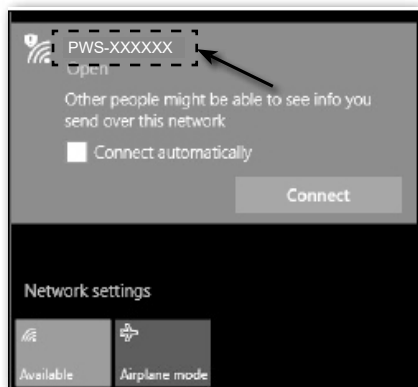 PWS-XXXXXX
Open
Other people might be able to see info you
send over this network
Connect automatically
Connect
Network settings
Available
Airplane mode